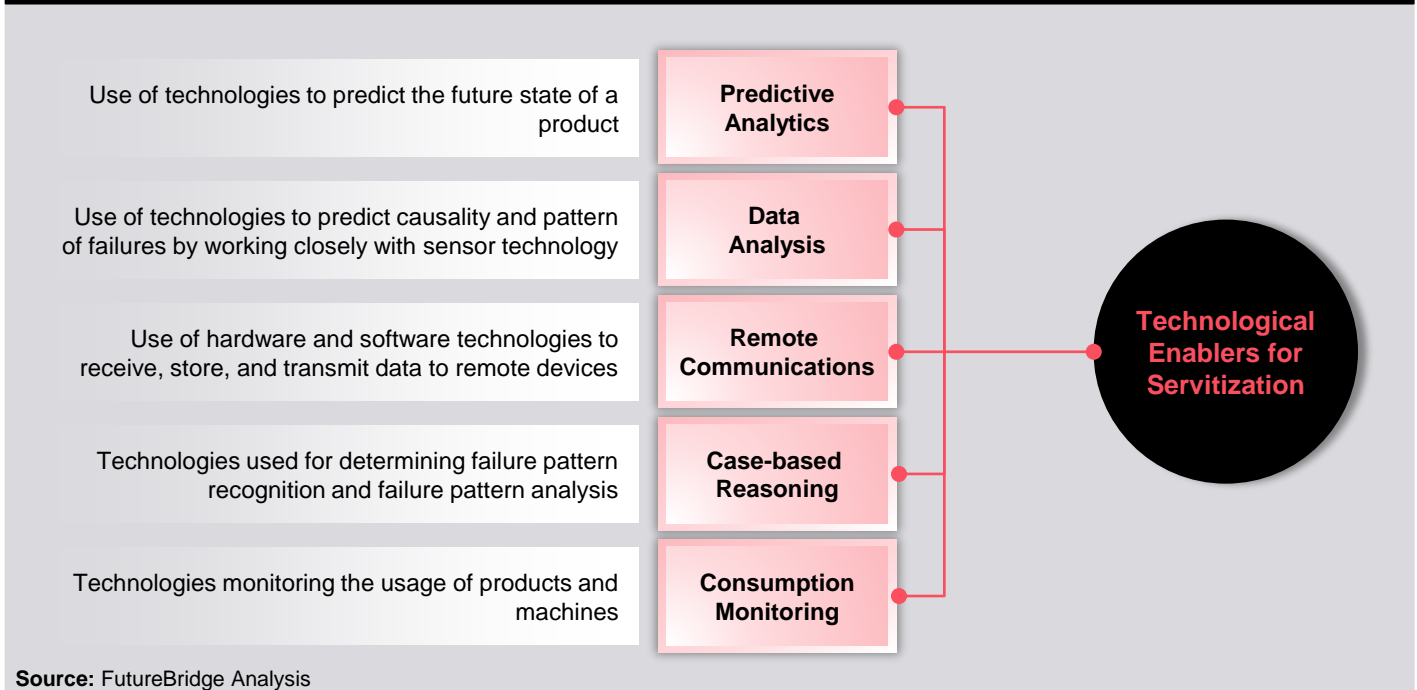 Use of technologies to predict the future state of a
product
Predictive
Analytics
Use of technologies to predict causality and pattern
of failures by working closely with sensor technology
Data
Analysis
Use of hardware and software technologies to
receive, store, and transmit data to remote devices
Remote
Communications
Technologies used for determining failure pattern
recognition and failure pattern analysis
Case-based
Reasoning
Technologies monitoring the usage of products and
machines
Consumption
Monitoring
Technological
Enablers for
Servitization
Source: FutureBridge Analysis